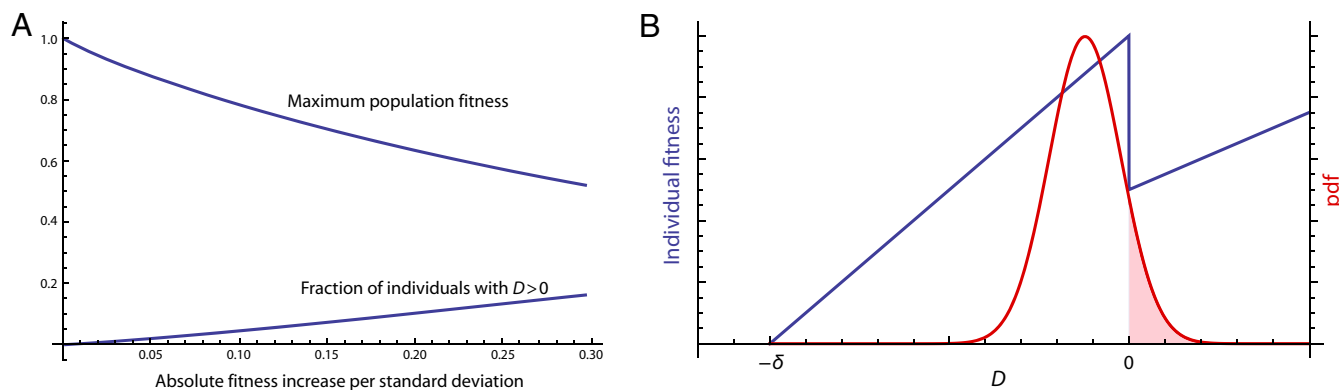 A
1.0
0.8
0.6
0.4
0.2
Maximum population fitness
Fraction of individuals with D>0
0.05
0.10
0.15
0.20
0.25
0.30
Absolute fitness increase per standard deviation
B
Individual fitness
pdf
−δ
0
D